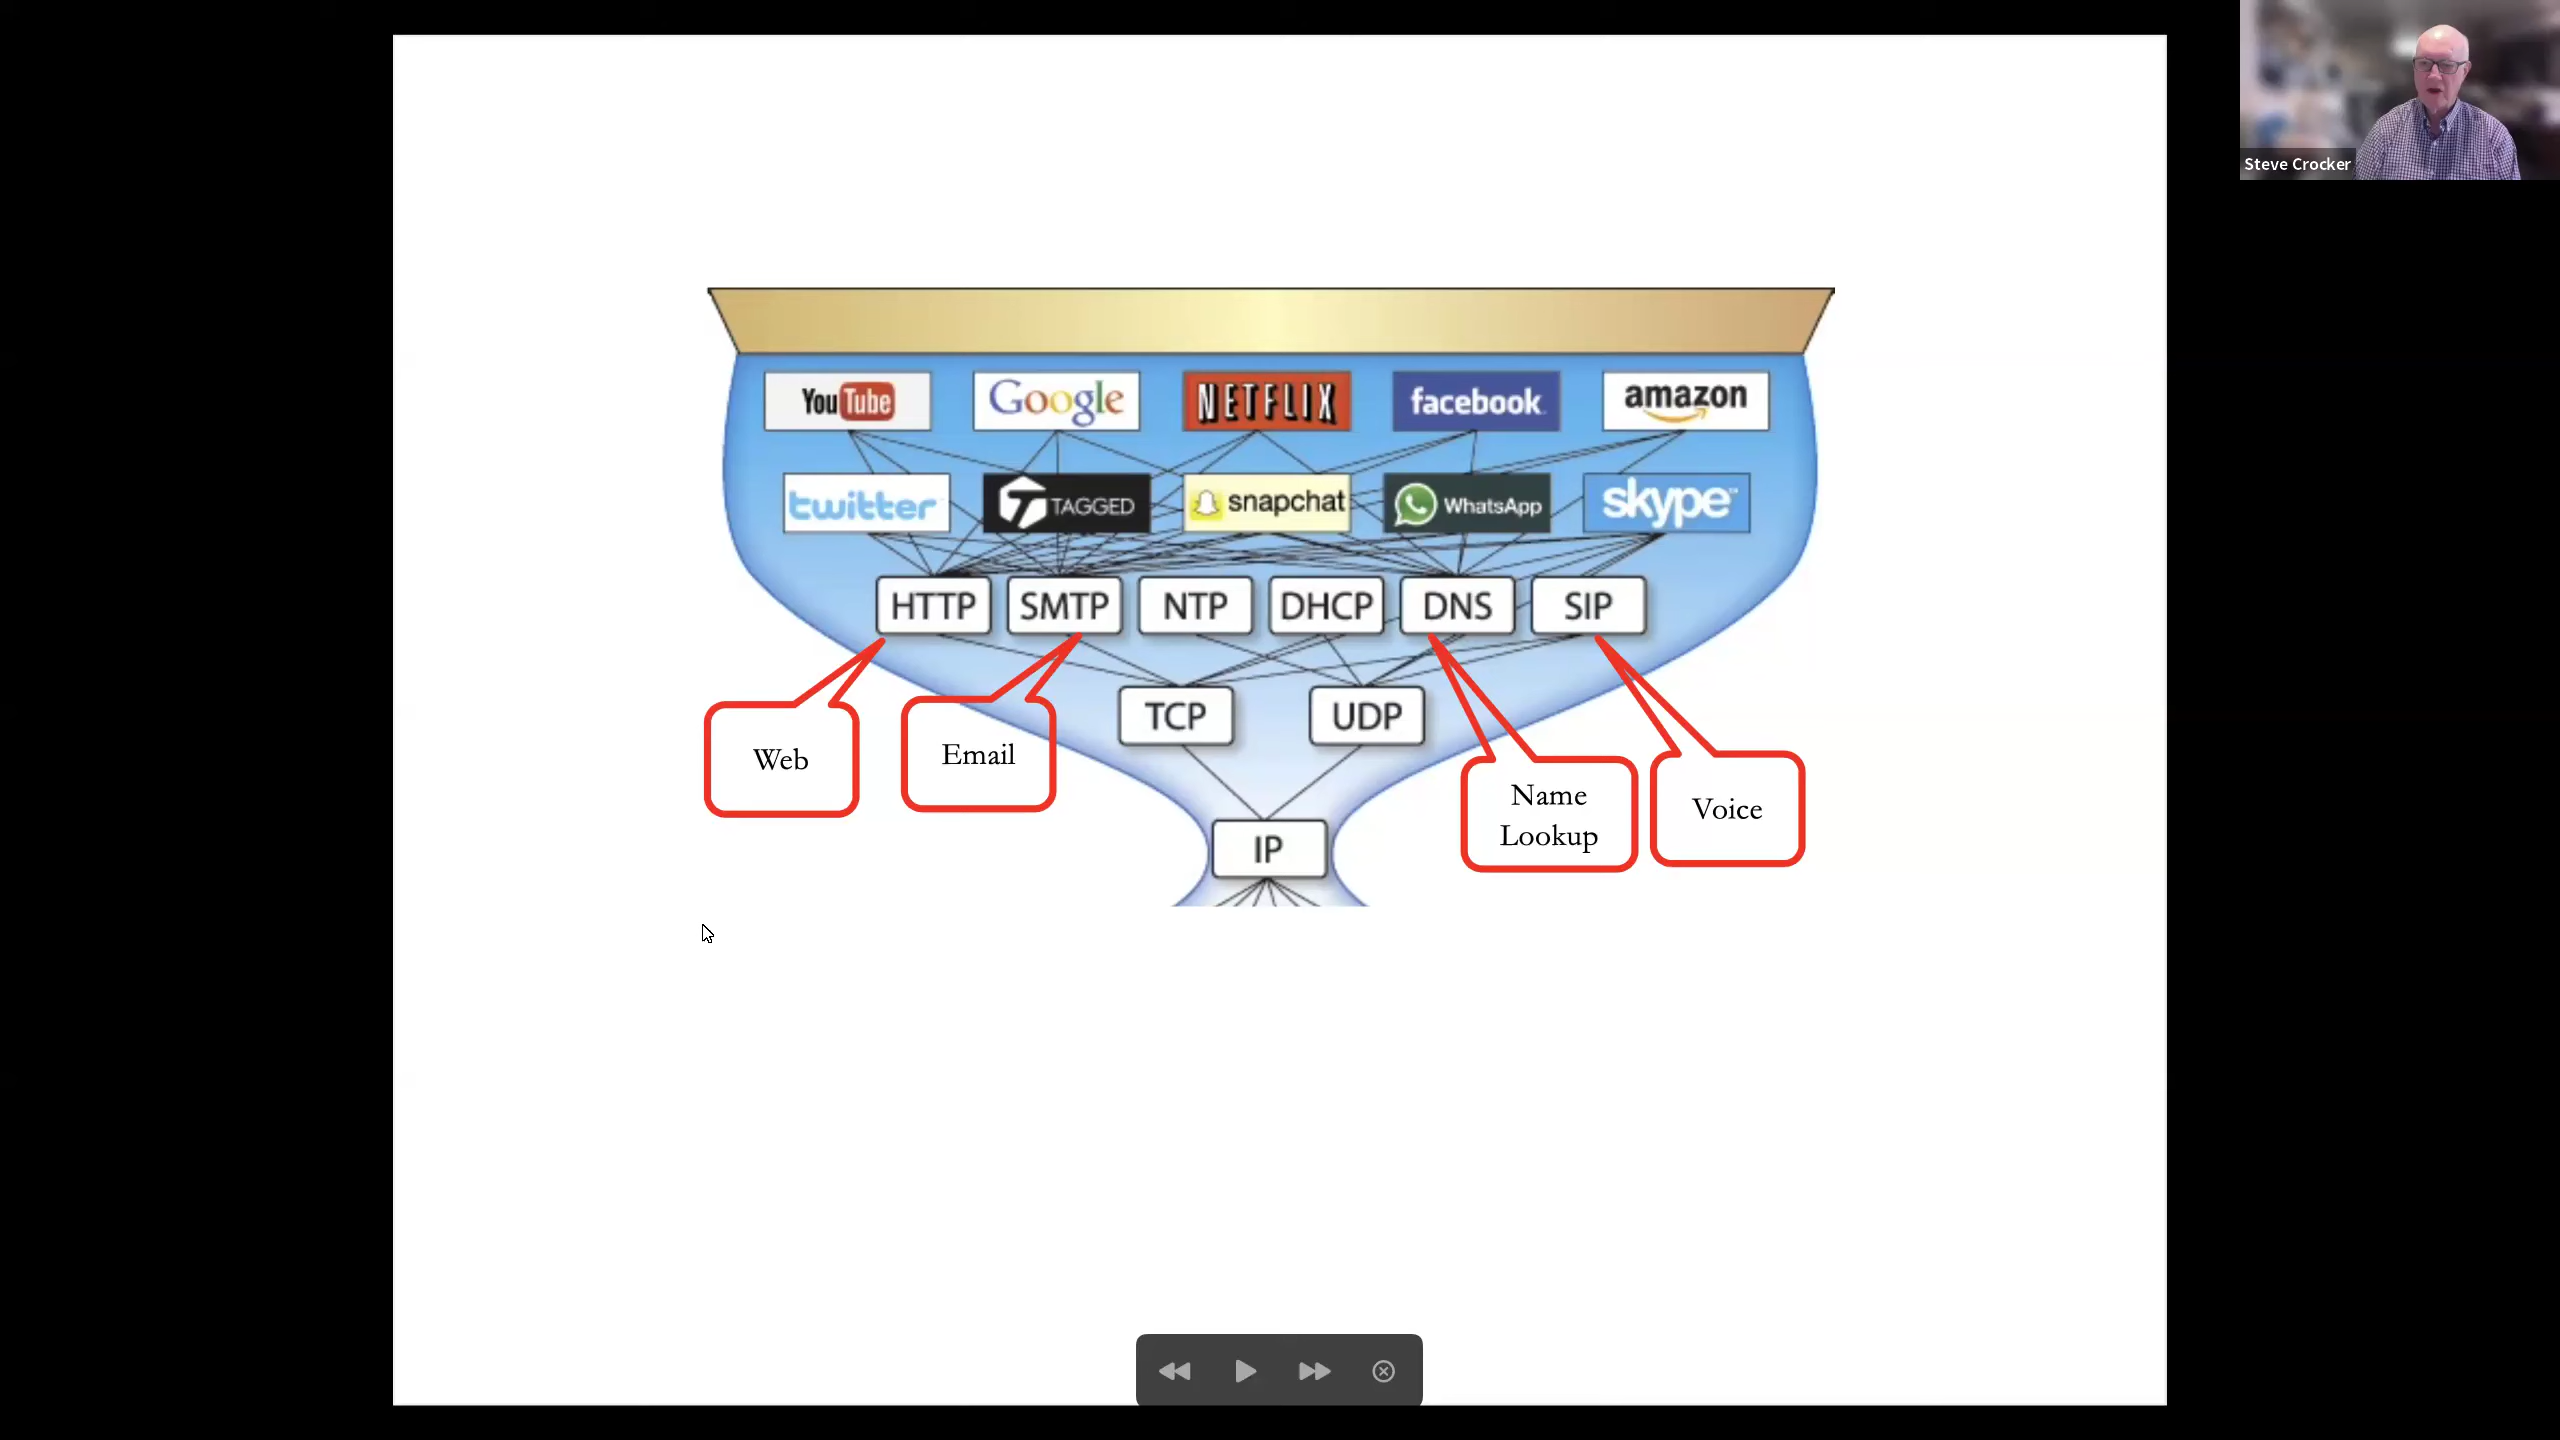 Steve Crocker
YouTube Google NETFLIX facebook. amazon
twitter TAGGED snapchat WhatsApp skype™
HTTP SMTP NTP DHCP DNS SIP
TCP UDP
Web
Email
Name
Lookup
Voice
IP